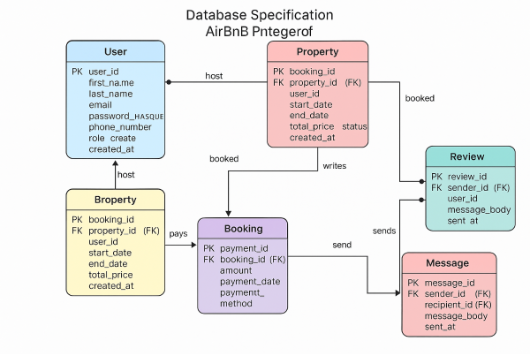 Database Specification
AirBnB Pntegerof
User
PK user_id
first_na.me
last_name
email
password_HASQUE
phone_number
role create
created_at
host
Property
PK booking_id
FK property_id (FK)
user_id
start_date
end_date
total_price status
created_at
booked
booked
writes
host
Review
PK review_id
FK sender_id (FK)
user_id
message_body
sent at
Broperty
PK booking_id
FK property_id (FK)
user_id
start_date
end_date
total_price
created_at
pays
Booking
PK payment_id
FK booking_id (FK)
amount
payment_date
paymentt_
method
send
sends
Message
PK message_id
FK sender_id (FK)
recipient_id (FK)
message_body
sent_at